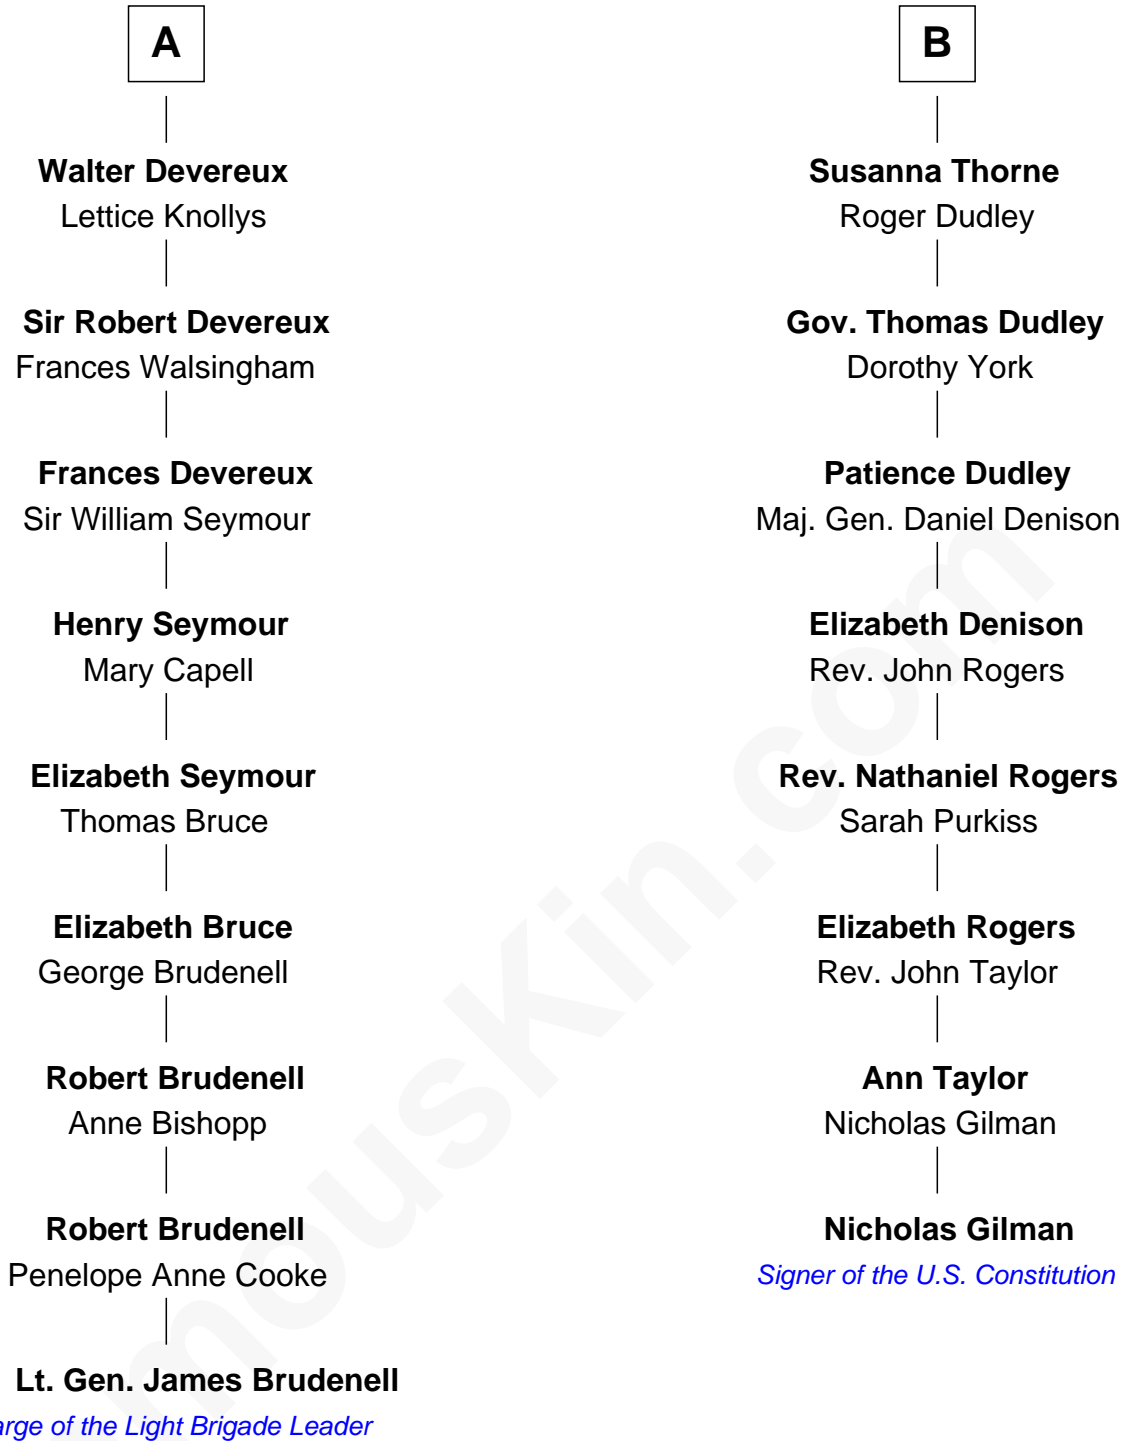 A
Walter Devereux
Lettice Knollys
Sir Robert Devereux
Frances Walsingham
Frances Devereux
Sir William Seymour
Henry Seymour
Mary Capell
Elizabeth Seymour
Thomas Bruce
Elizabeth Bruce
George Brudenell
Robert Brudenell
Anne Bishopp
Robert Brudenell
Penelope Anne Cooke
Lt. Gen. James Brudenell
arge of the Light Brigade Leader
B
Susanna Thorne
Roger Dudley
Gov. Thomas Dudley
Dorothy York
Patience Dudley
Maj. Gen. Daniel Denison
Elizabeth Denison
Rev. John Rogers
Rev. Nathaniel Rogers
Sarah Purkiss
Elizabeth Rogers
Rev. John Taylor
Ann Taylor
Nicholas Gilman
Nicholas Gilman
Signer of the U.S. Constitution
mousKin.com